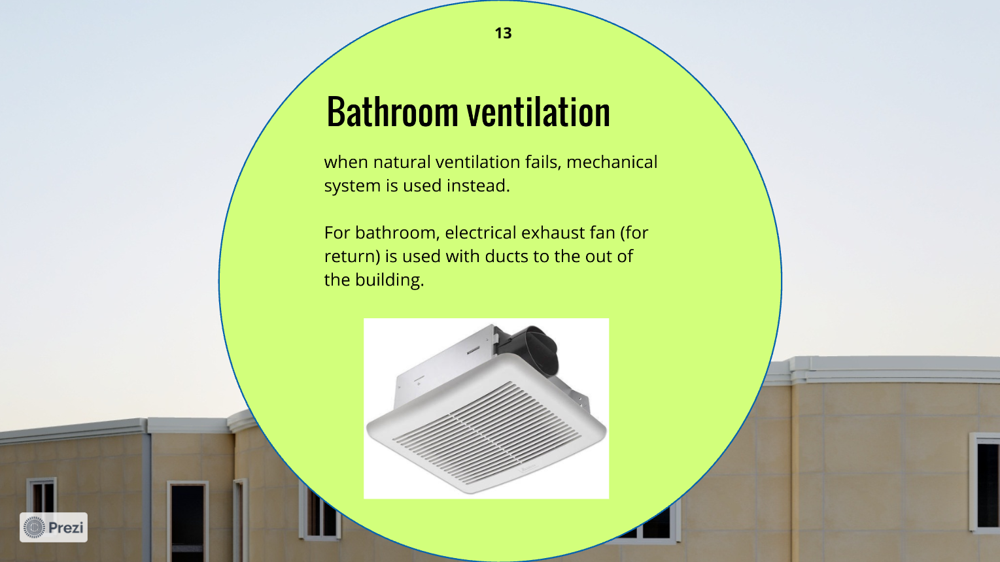 13
Bathroom ventilation
when natural ventilation fails, mechanical
system is used instead.
For bathroom, electrical exhaust fan (for
return) is used with ducts to the out of
the building.
Prezi